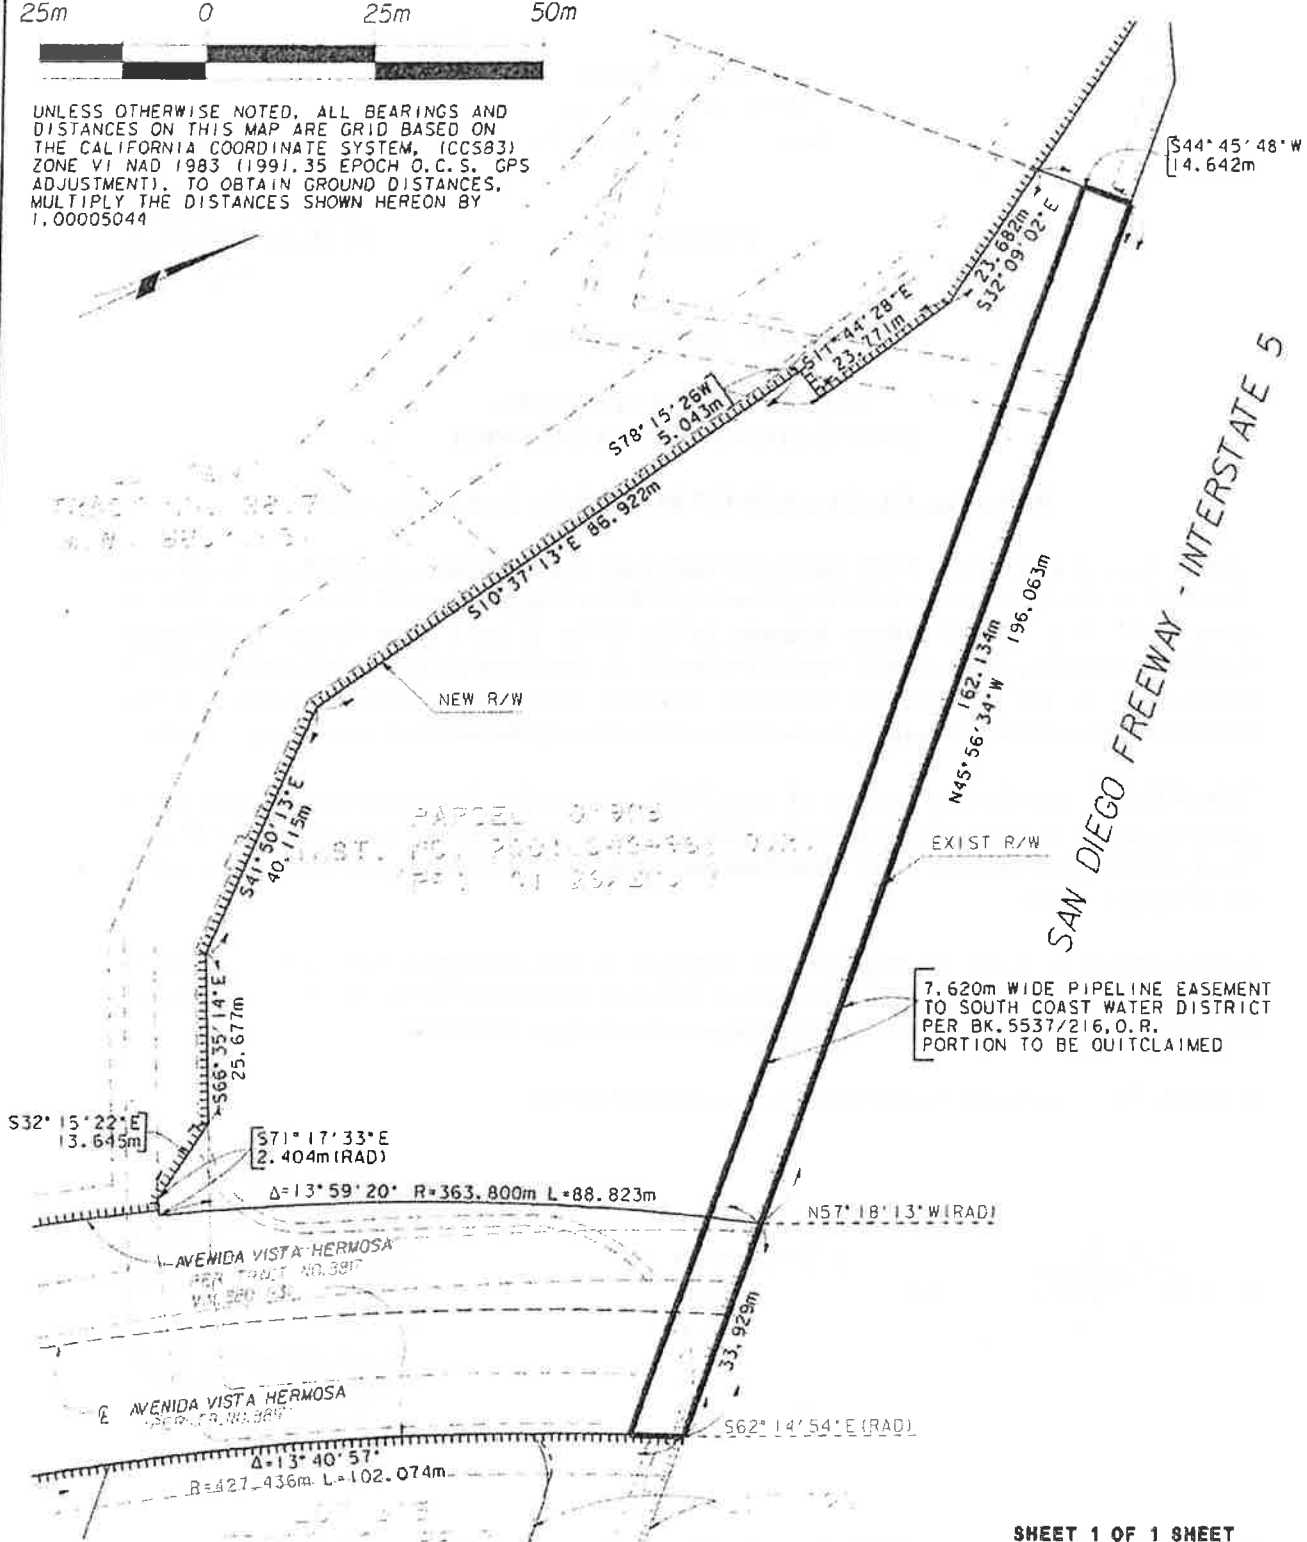 25m 0 25m 50m
UNLESS OTHERWISE NOTED, ALL BEARINGS AND
DISTANCES ON THIS MAP ARE GRID BASED ON
THE CALIFORNIA COORDINATE SYSTEM, (CCS83)
ZONE VI NAD 1983 (1991.35 EPOCH O.C.S. GPS
ADJUSTMENT). TO OBTAIN GROUND DISTANCES,
MULTIPLY THE DISTANCES SHOWN HEREON BY
1.00005044
S44°45'48"W
14.642m
23.682m
S32°09'02"E
S11°44'28"E
23.771m
S78°15'26W
5.043m
S10°37'13"E 86.922m
NEW R/W
SAN DIEGO FREEWAY - INTERSTATE 5
162.134m
196.063m
N45°56'34"W
S41°50'13"E
40.115m
EXIST R/W
7.620m WIDE PIPELINE EASEMENT
TO SOUTH COAST WATER DISTRICT
PER BK.5537/216,O.R.
PORTION TO BE QUITCLAIMED
S66°35'14"E
25.677m
S32°15'22"E
13.645m
S71°17'33"E
2.404m(RAD)
Δ=13°59'20" R=363.800m L=88.823m
N57°18'13"W(RAD)
AVENIDA VISTA HERMOSA
33.929m
℄ AVENIDA VISTA HERMOSA
S62°14'54"E(RAD)
Δ=13°40'57"
R=427.436m L=102.074m
SHEET 1 OF 1 SHEET